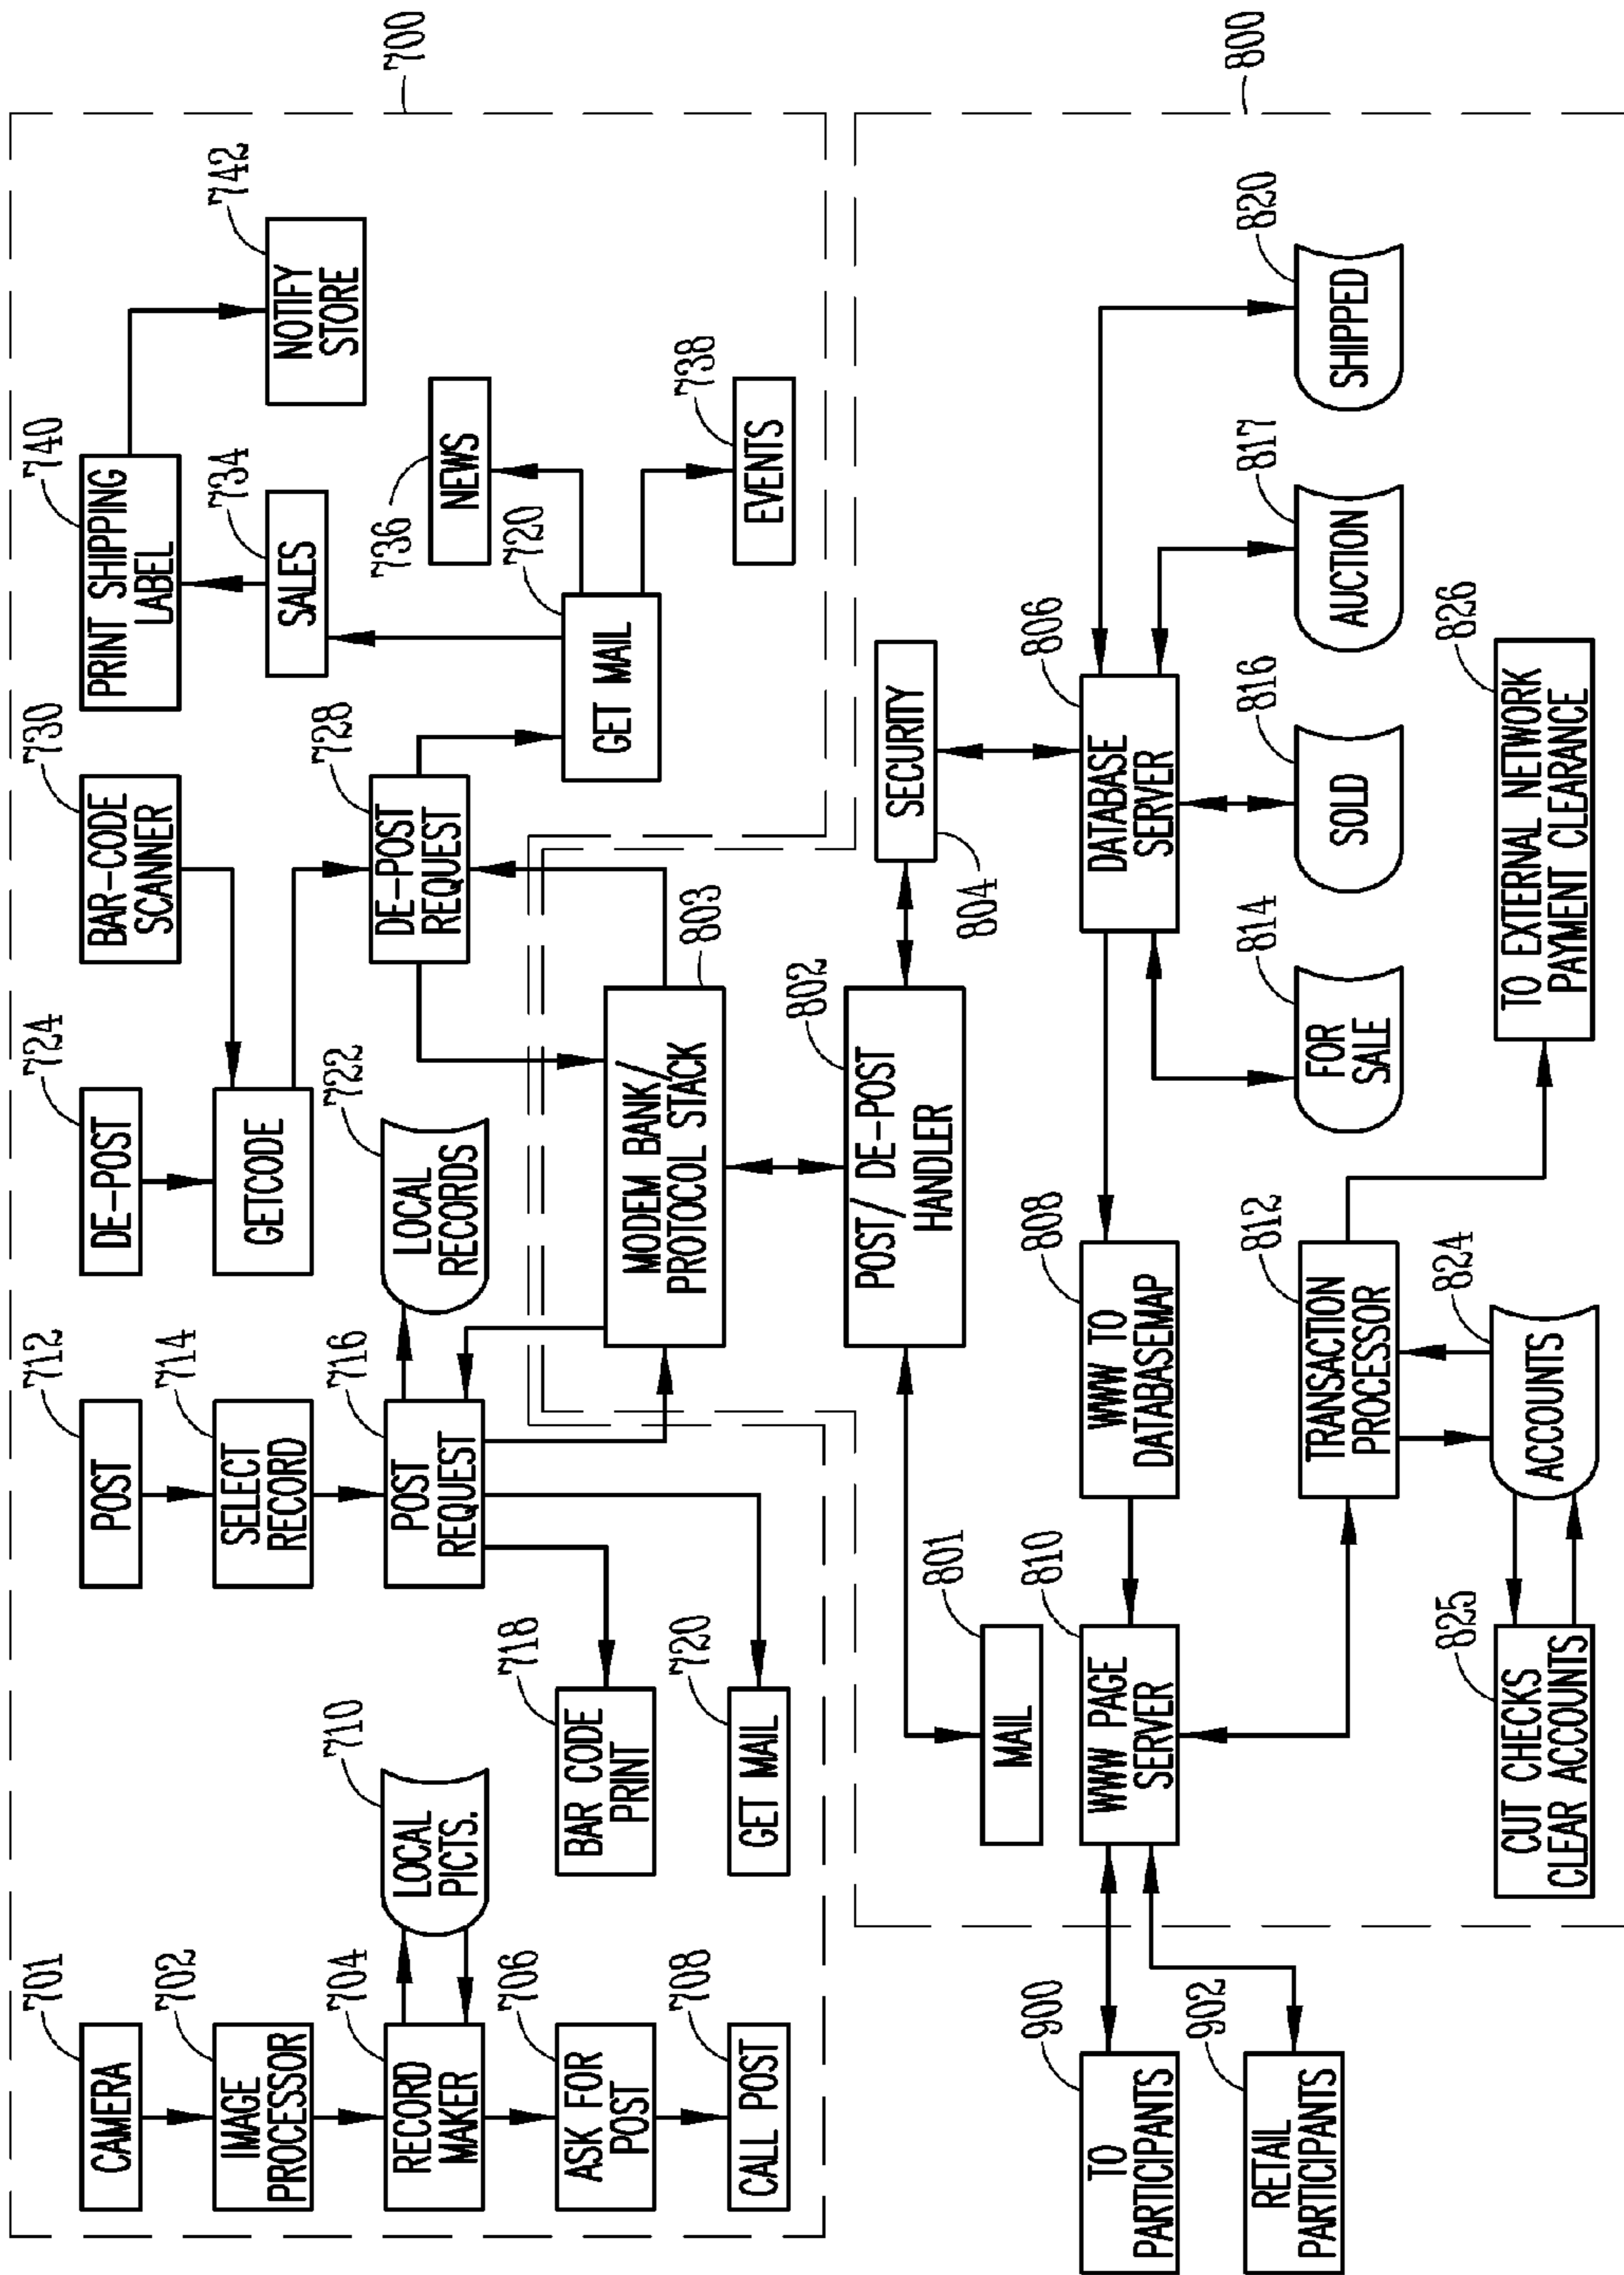 701
CAMERA
702
IMAGE
PROCESSOR
704
RECORD
MAKER
706
ASK FOR
POST
708
CALL POST
710
LOCAL
PICTS.
712
POST
714
SELECT
RECORD
716
POST
REQUEST
718
BAR CODE
PRINT
720
GET MAIL
722
LOCAL
RECORDS
724
DE-POST
GETCODE
730
BAR-CODE
SCANNER
728
DE-POST
REQUEST
740
PRINT SHIPPING
LABEL
734
SALES
742
NOTIFY
STORE
736
NEWS
720
GET MAIL
738
EVENTS
700
803
MODEM BANK/
PROTOCOL STACK
802
POST/ DE-POST
HANDLER
SECURITY
804
801
MAIL
900
TO
PARTICIPANTS
902
RETAIL
PARTICIPANTS
810
WWW PAGE
SERVER
808
WWW TO
DATABASEMAP
806
DATABASE
SERVER
812
TRANSACTION
PROCESSOR
814
FOR
SALE
816
SOLD
817
AUCTION
820
SHIPPED
825
CUT CHECKS
CLEAR ACCOUNTS
824
ACCOUNTS
826
TO EXTERNAL NETWORK
PAYMENT CLEARANCE
800